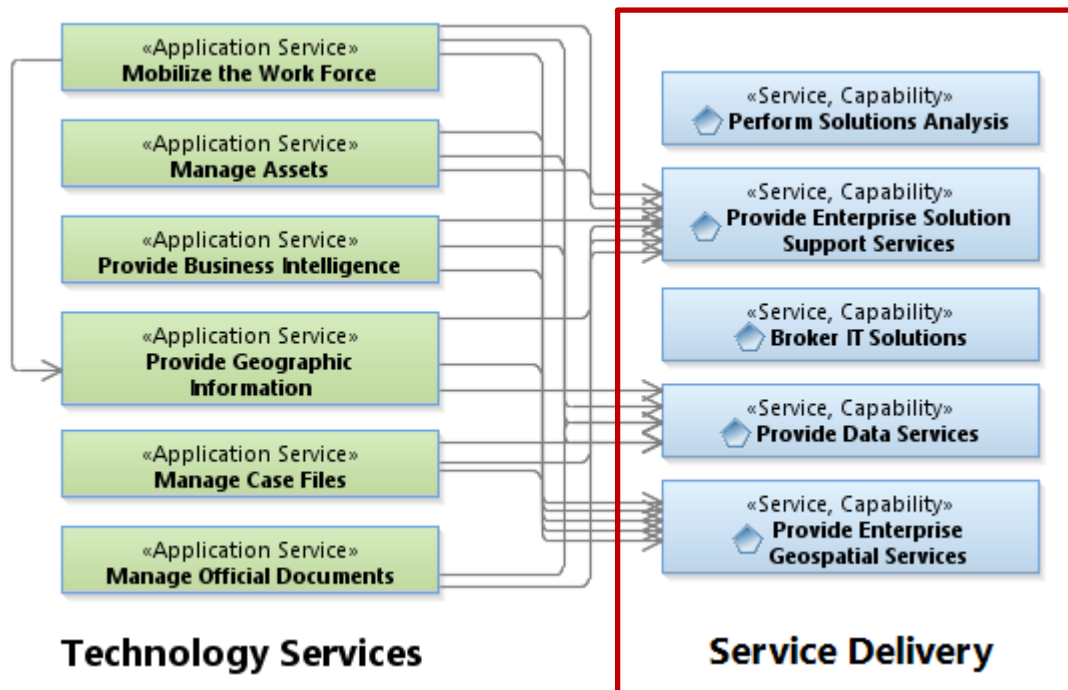 «Application Service»
Mobilize the Work Force
«Application Service»
Manage Assets
«Application Service»
Provide Business Intelligence
«Application Service»
Provide Geographic
Information
«Application Service»
Manage Case Files
«Application Service»
Manage Official Documents
Technology Services
«Service, Capability»
Perform Solutions Analysis
«Service, Capability»
Provide Enterprise Solution
Support Services
«Service, Capability»
Broker IT Solutions
«Service, Capability»
Provide Data Services
«Service, Capability»
Provide Enterprise
Geospatial Services
Service Delivery